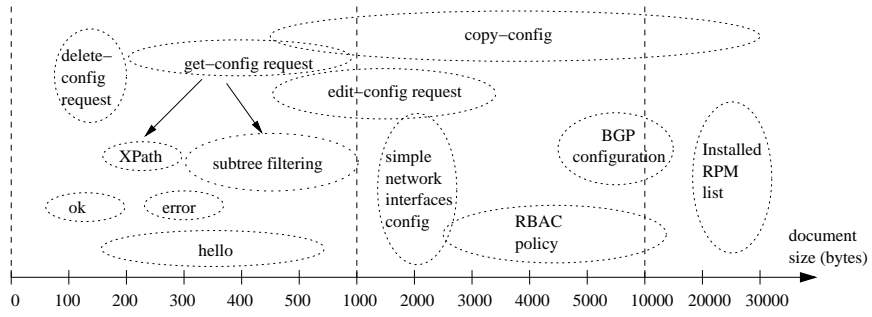 delete−
config
request
get−config request
copy−config
edit−config request
XPath
subtree filtering
simple
network
interfaces
config
BGP
configuration
Installed
RPM
list
ok
error
RBAC
policy
hello
document
size (bytes)
0 100 200 300 400 500 1000 2000 3000 4000 5000 10000 20000 30000